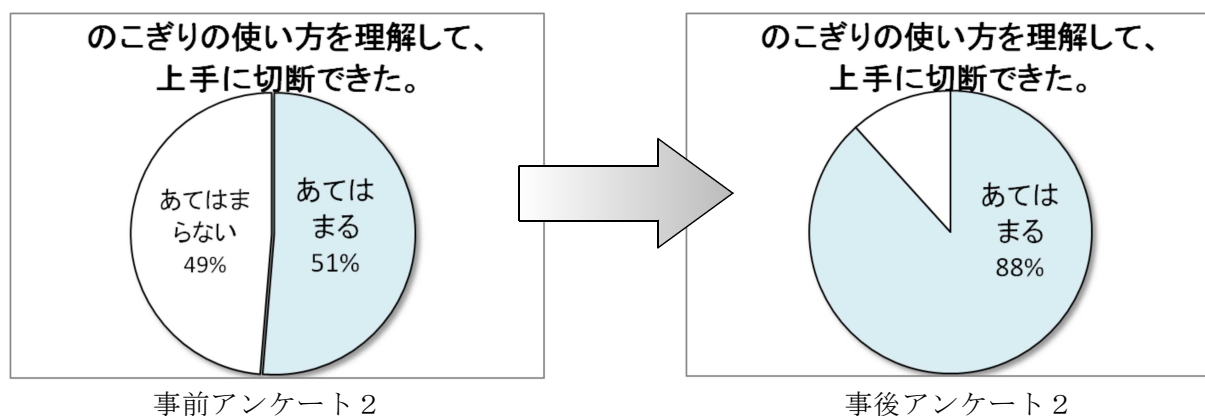 のこぎりの使い方を理解して、
上手に切断できた。
あてはま
らない
49%
あては
まる
51%
事前アンケート２
のこぎりの使い方を理解して、
上手に切断できた。
あては
まる
88%
事後アンケート２